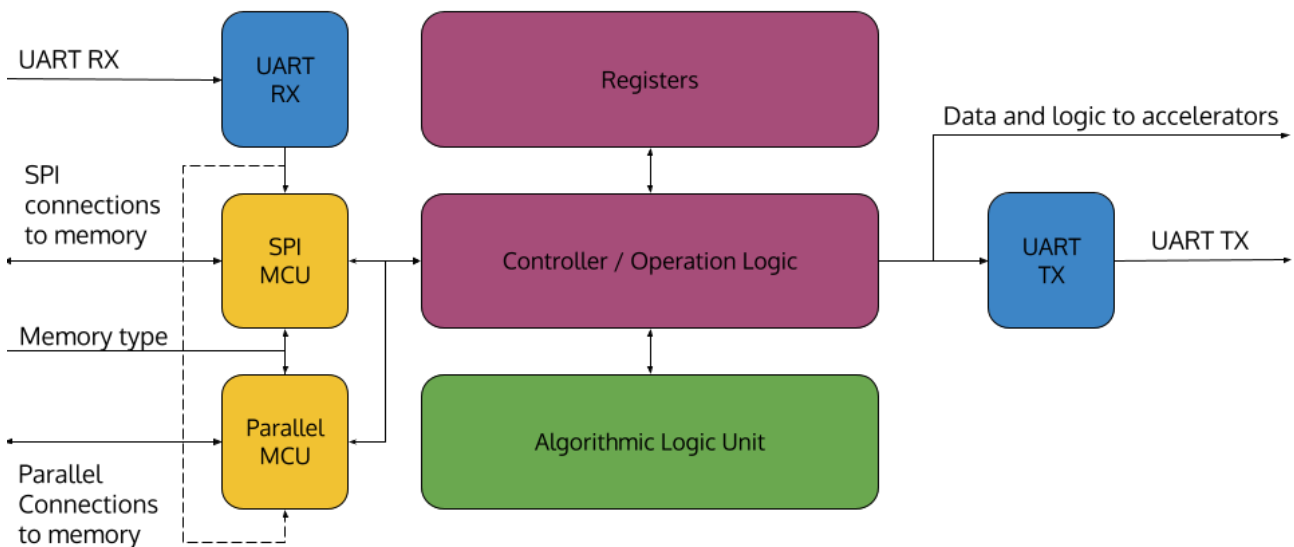 UART RX
UART
RX
Registers
Data and logic to accelerators
SPI
connections
to memory
SPI
MCU
Controller / Operation Logic
UART
TX
UART TX
Memory type
Parallel
MCU
Algorithmic Logic Unit
Parallel
Connections
to memory